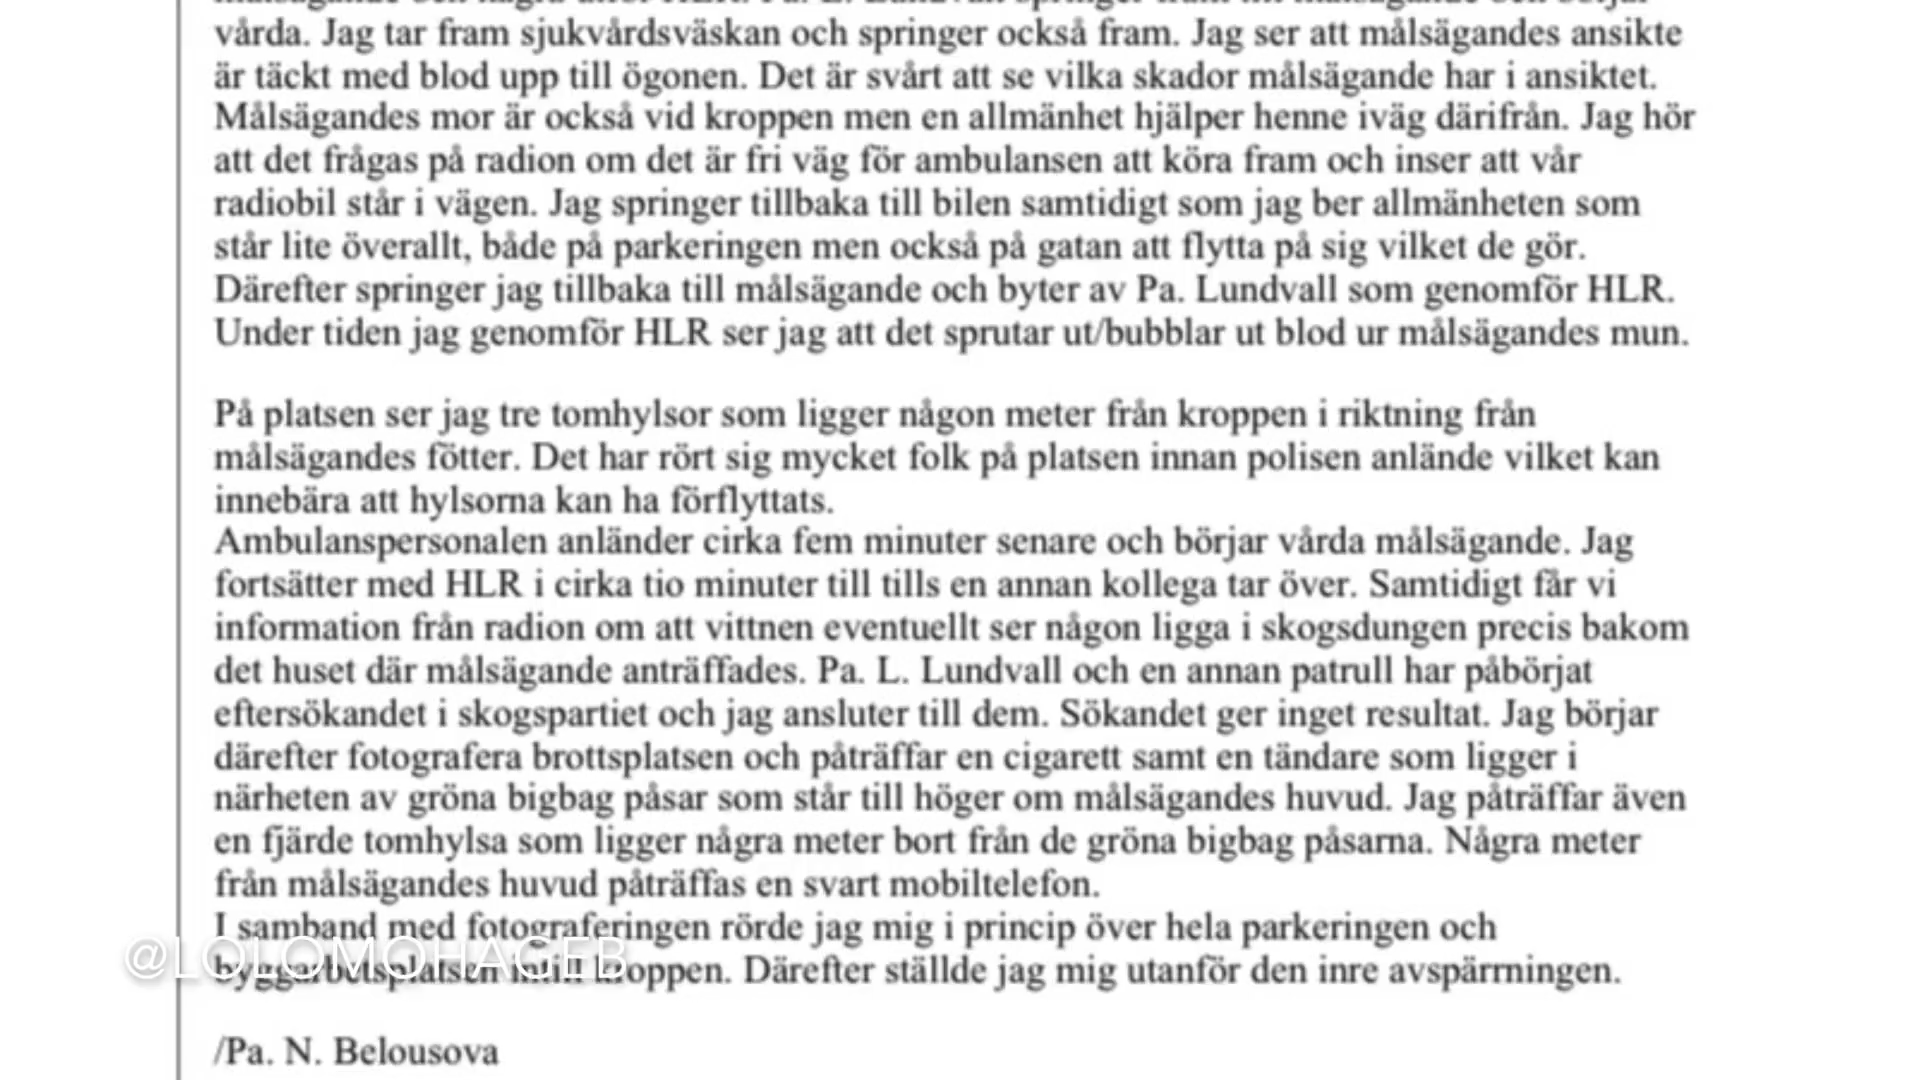 vårda. Jag tar fram sjukvårdsväskan och springer också fram. Jag ser att målsägandes ansikte
är täckt med blod upp till ögonen. Det är svårt att se vilka skador målsägande har i ansiktet.
Målsägandes mor är också vid kroppen men en allmänhet hjälper henne iväg därifrån. Jag hör
att det frågas på radion om det är fri väg för ambulansen att köra fram och inser att vår
radiobil står i vägen. Jag springer tillbaka till bilen samtidigt som jag ber allmänheten som
står lite överallt, både på parkeringen men också på gatan att flytta på sig vilket de gör.
Därefter springer jag tillbaka till målsägande och byter av Pa. Lundvall som genomför HLR.
Under tiden jag genomför HLR ser jag att det sprutar ut/bubblar ut blod ur målsägandes mun.
På platsen ser jag tre tomhylsor som ligger någon meter från kroppen i riktning från
målsägandes fötter. Det har rört sig mycket folk på platsen innan polisen anlände vilket kan
innebära att hylsorna kan ha förflyttats.
Ambulanspersonalen anländer cirka fem minuter senare och börjar vårda målsägande. Jag
fortsätter med HLR i cirka tio minuter till tills en annan kollega tar över. Samtidigt får vi
information från radion om att vittnen eventuellt ser någon ligga i skogsdungen precis bakom
det huset där målsägande anträffades. Pa. L. Lundvall och en annan patrull har påbörjat
eftersökandet i skogspartiet och jag ansluter till dem. Sökandet ger inget resultat. Jag börjar
därefter fotografera brottsplatsen och påträffar en cigarett samt en tändare som ligger i
närheten av gröna bigbag påsar som står till höger om målsägandes huvud. Jag påträffar även
en fjärde tomhylsa som ligger några meter bort från de gröna bigbag påsarna. Några meter
från målsägandes huvud påträffas en svart mobiltelefon.
I samband med fotograferingen rörde jag mig i princip över hela parkeringen och
byggarbetsplatsen intill kroppen. Därefter ställde jag mig utanför den inre avspärrningen.
@LOLOMOHAGEB
/Pa. N. Belousova